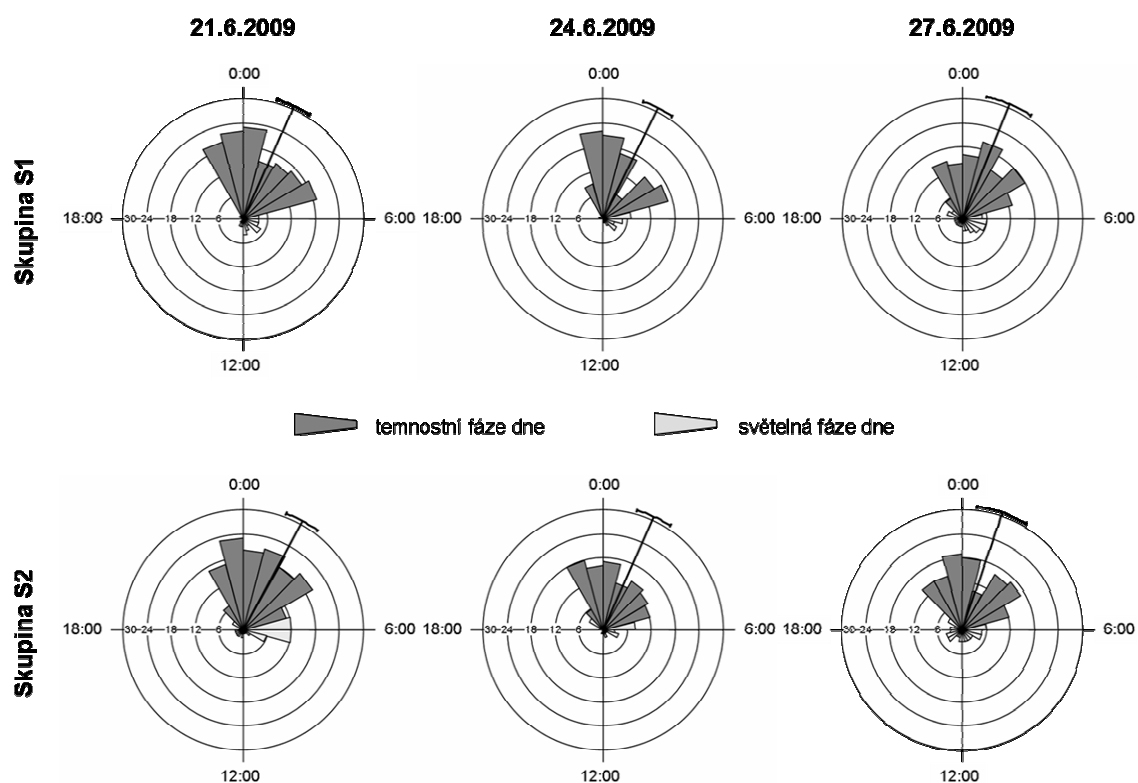 21.6.2009 24.6.2009 27.6.2009
Skupina S1
0:00 0:00 0:00
18:00 30 24 18 12 6 6:00 18:00 30 24 18 12 6 6:00 18:00 30 24 18 12 6 6:00
12:00 12:00 12:00
temnostní fáze dne světelná fáze dne
Skupina S2
0:00 0:00 0:00
18:00 30 24 18 12 6 6:00 18:00 30 24 18 12 6 6:00 18:00 30 24 18 12 6 6:00
12:00 12:00 12:00